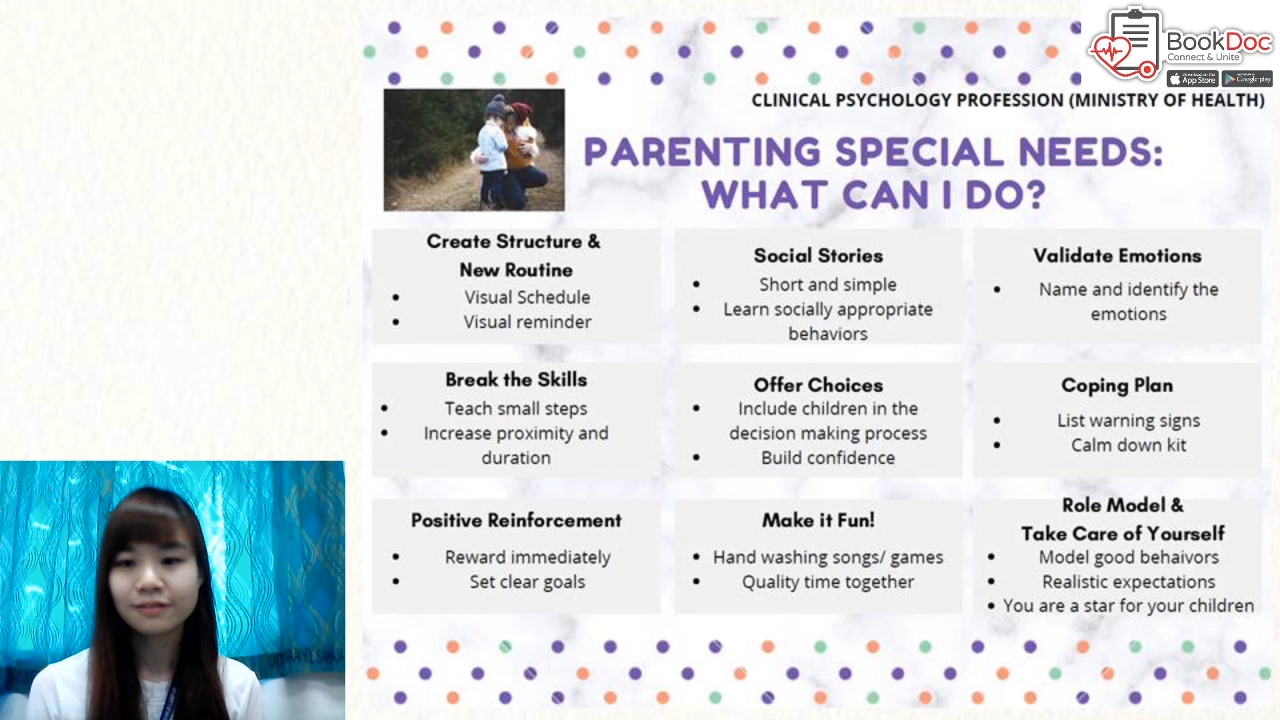 BookDoc
Connect & Unite
App Store
Google play
CLINICAL PSYCHOLOGY PROFESSION (MINISTRY OF HEALTH)
PARENTING SPECIAL NEEDS:
WHAT CAN I DO?
Create Structure &
New Routine
• Visual Schedule
• Visual reminder
Social Stories
• Short and simple
• Learn socially appropriate
behaviors
Validate Emotions
• Name and identify the
emotions
Break the Skills
• Teach small steps
• Increase proximity and
duration
Offer Choices
• Include children in the
decision making process
• Build confidence
Coping Plan
• List warning signs
• Calm down kit
Positive Reinforcement
• Reward immediately
• Set clear goals
Make it Fun!
• Hand washing songs/ games
• Quality time together
Role Model &
Take Care of Yourself
• Model good behaivors
• Realistic expectations
• You are a star for your children